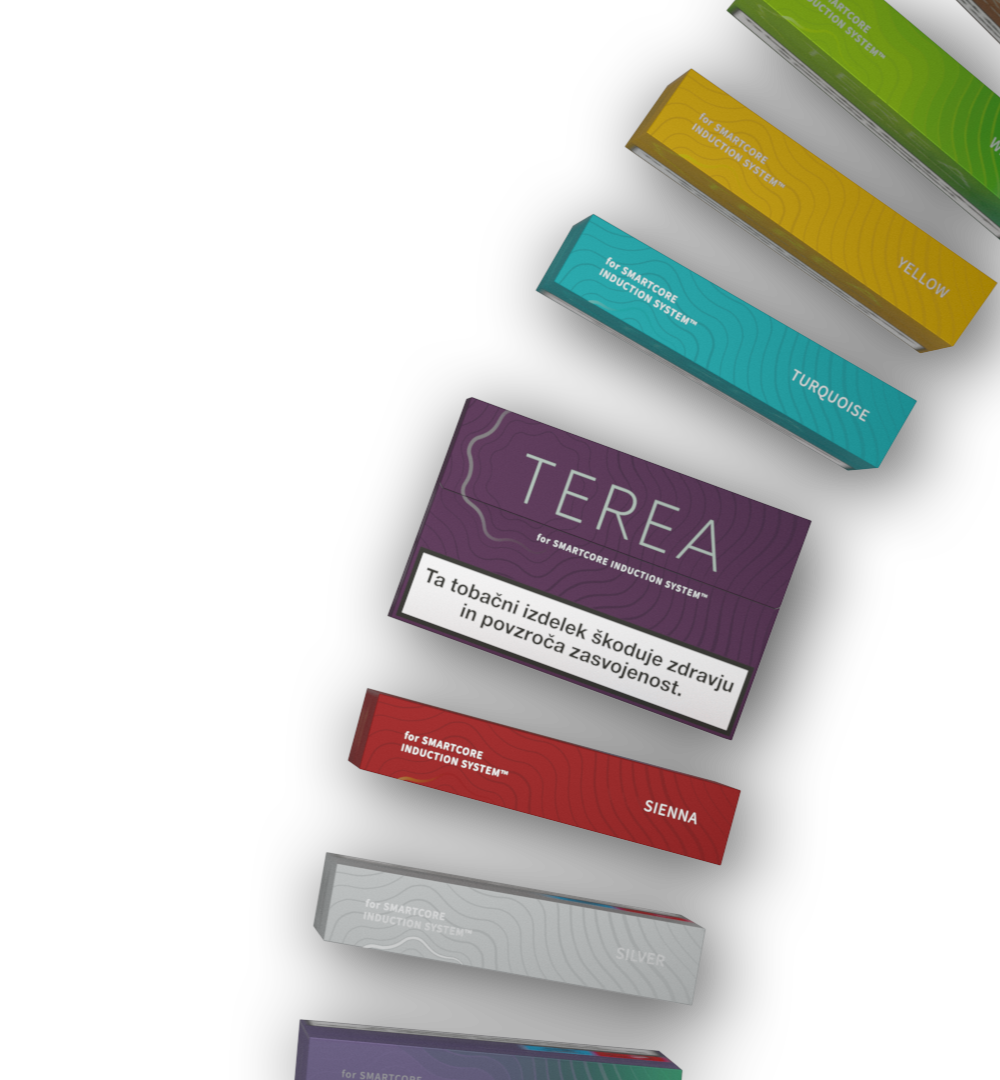 for SMARTCORE
INDUCTION SYSTEM™
for SMARTCORE
INDUCTION SYSTEM™
YELLOW
for SMARTCORE
INDUCTION SYSTEM™
TURQUOISE
TEREA
for SMARTCORE INDUCTION SYSTEM™
Ta tobačni izdelek škoduje zdravju
in povzroča zasvojenost.
for SMARTCORE
INDUCTION SYSTEM™
SIENNA
for SMARTCORE
INDUCTION SYSTEM™
SILVER
for SMARTCORE